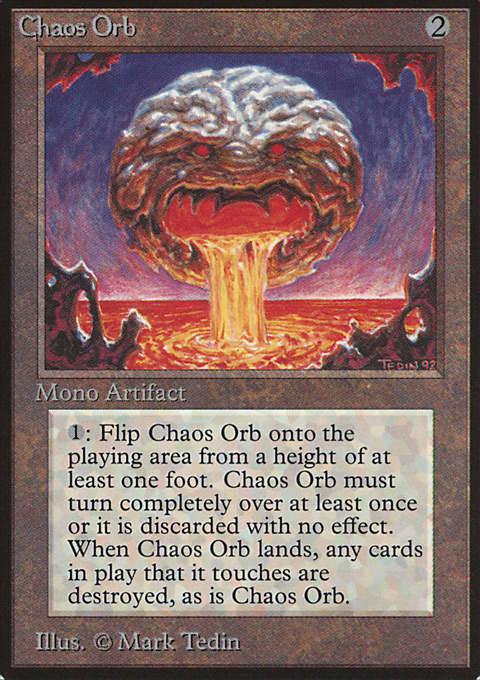 Chaos Orb 2
TEDIN 92
Mono Artifact
1: Flip Chaos Orb onto the
playing area from a height of at
least one foot. Chaos Orb must
turn completely over at least once
or it is discarded with no effect.
When Chaos Orb lands, any cards
in play that it touches are
destroyed, as is Chaos Orb.
Illus. © Mark Tedin